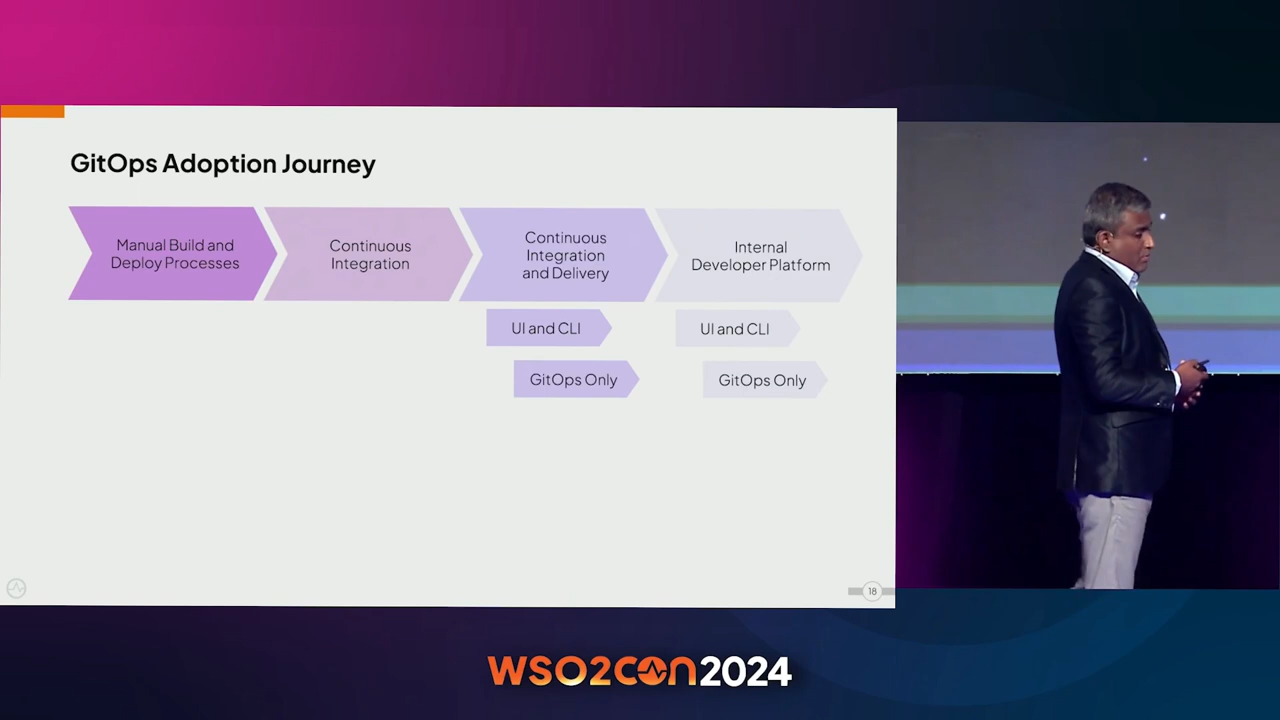 GitOps Adoption Journey
Manual Build and
Deploy Processes
Continuous
Integration
Continuous
Integration
and Delivery
Internal
Developer Platform
UI and CLI
UI and CLI
GitOps Only
GitOps Only
18
WSO2CON2024